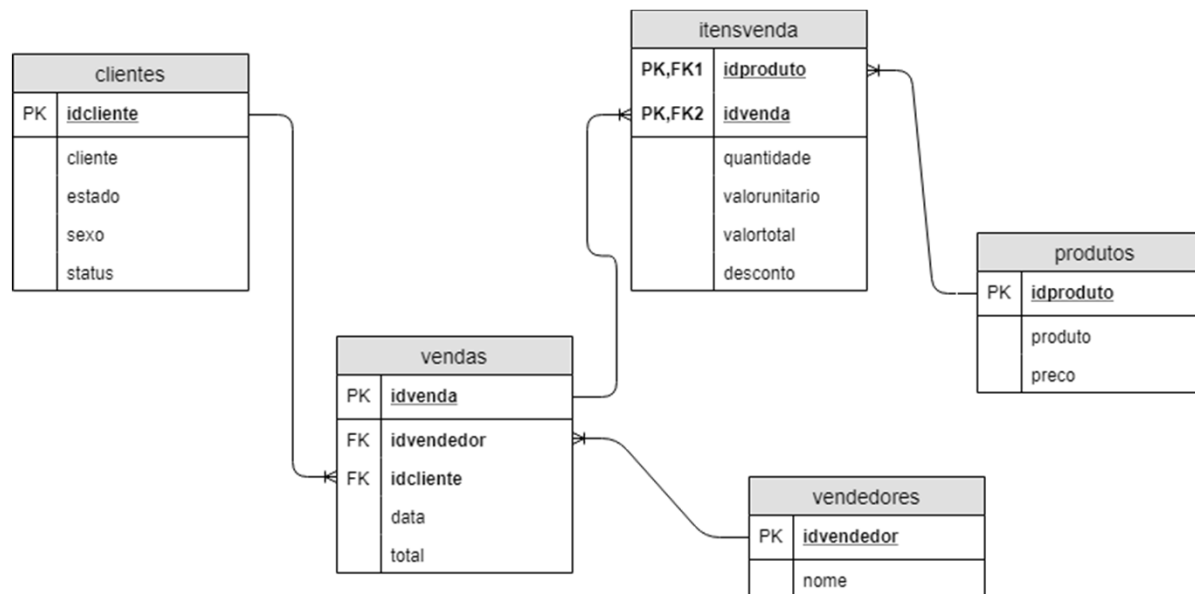 clientes
PK idcliente
cliente
estado
sexo
status
itensvenda
PK,FK1 idproduto
PK,FK2 idvenda
quantidade
valorunitario
valortotal
desconto
produtos
PK idproduto
produto
preco
vendas
PK idvenda
FK idvendedor
FK idcliente
data
total
vendedores
PK idvendedor
nome